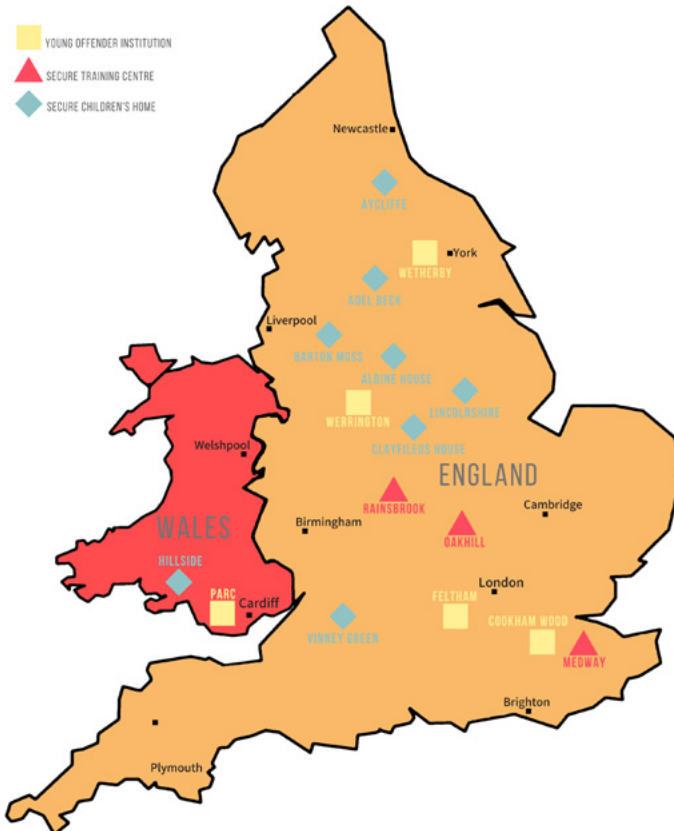 YOUNG OFFENDER INSTITUTION
SECURE TRAINING CENTRE
SECURE CHILDREN'S HOME
Newcastle
AYCLIFFE
York
WETHERBY
ADEL BECK
Liverpool
BARTON MOSS
ALDINE HOUSE
LINCOLNSHIRE
WERRINGTON
CLAYFILEDS HOUSE
Welshpool
ENGLAND
RAINSBROOK
Cambridge
Birmingham
OAKHILL
WALES
HILLSIDE
London
PARC
FELTHAM
Cardiff
COOKHAM WOOD
VINNEY GREEN
MEDWAY
Brighton
Plymouth